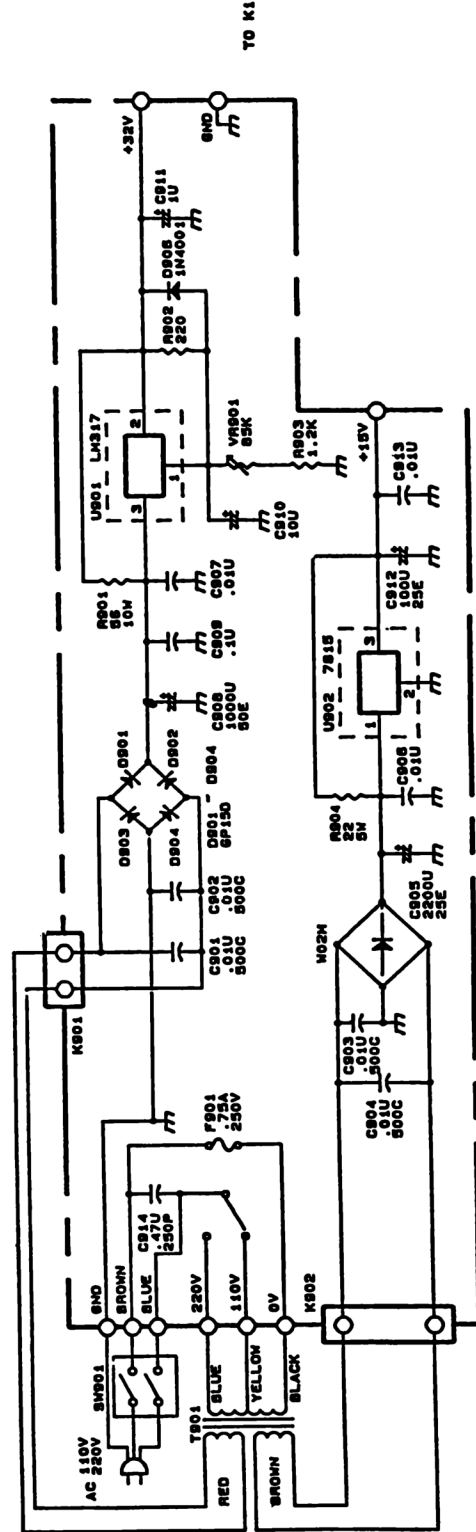 TO K1
+32V
GND
C911
1U
D905
1N4001
R902
220
U901 LM317
3
2
1
VR901
85K
R903
1.2K
C910
10U
R901
56
10W
C907
.01U
C909
.1U
C908
1000U
50E
D901
D902
D903
D904
D901-
D904
GP15D
C902
.01U
500C
C901
.01U
500C
K901
GND
BROWN
BLUE
SW901
AC 110V
220V
C914
.47U
250P
F901
.75A
250V
220V
110V
0V
T901
BLUE
YELLOW
BLACK
RED
BROWN
K902
C903
.01U
500C
C904
.01U
500C
W02M
C905
2200U
25E
R904
22
5W
C906
.01U
U902 7815
1
3
2
C912
100U
25E
C913
.01U
+15V